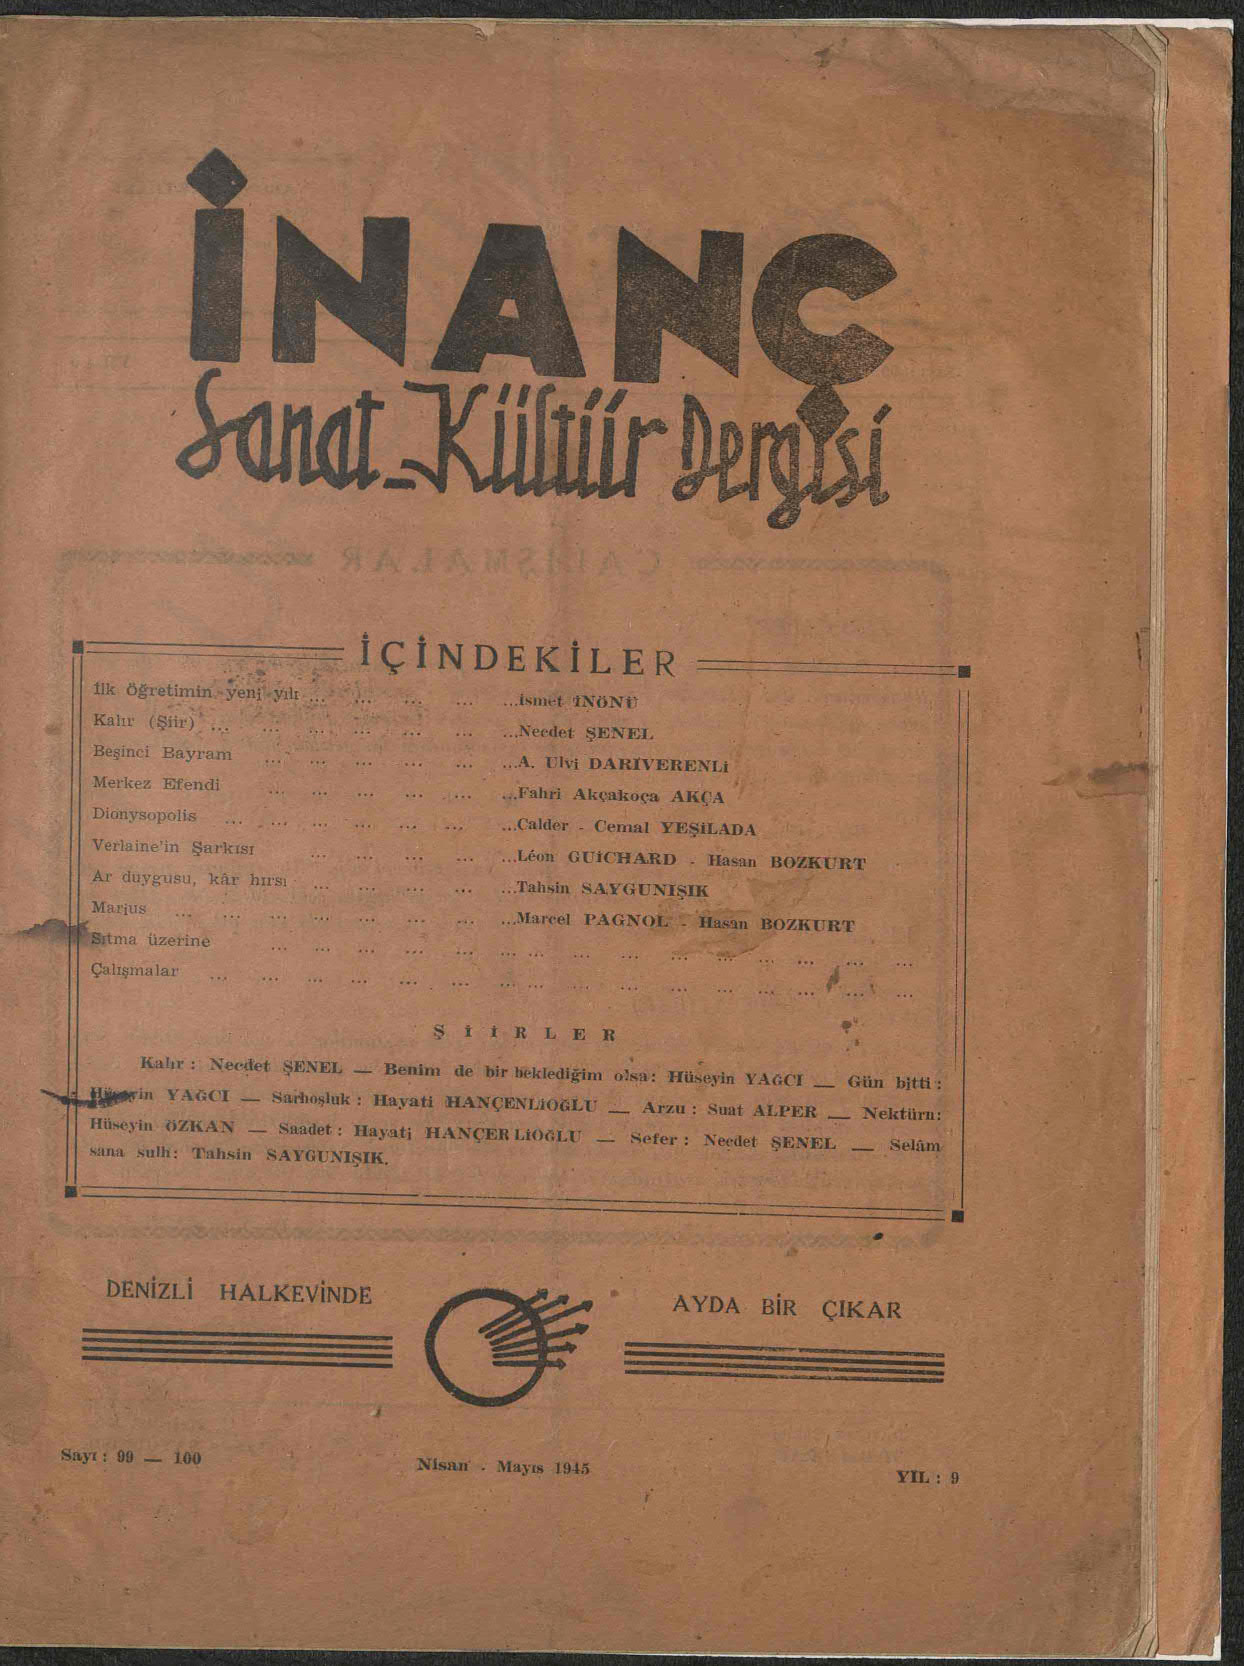 İNANÇ
Sanat-Kültür Dergisi
İÇİNDEKİLER
İlk öğretimin yeni yılı ... ... ... ... ...İsmet İNÖNÜ
Kalır (Şiir) ... ... ... ... ... ... ...Necdet ŞENEL
Beşinci Bayram ... ... ... ... ... ...A. Ulvi DARIVERENLİ
Merkez Efendi ... ... ... ... ... ...Fahri Akçakoça AKÇA
Dionysopolis ... ... ... ... ... ... ...Calder - Cemal YEŞİLADA
Verlaine'in Şarkısı ... ... ... ... ...Léon GUİCHARD - Hasan BOZKURT
Ar duygusu, kâr hırsı ... ... ... ... ...Tahsin SAYGUNIŞIK
Marius ... ... ... ... ... ... ... ...Marcel PAGNOL - Hasan BOZKURT
Sıtma üzerine ... ... ... ... ... ... ... ... ... ... ... ... ... ...
Çalışmalar ... ... ... ... ... ... ... ... ... ... ... ... ... ... ...
ŞİİRLER
Kalır : Necdet ŞENEL — Benim de bir beklediğim olsa: Hüseyin YAĞCI — Gün bitti :
Hüseyin YAĞCI — Sarhoşluk : Hayati HANÇENLİOĞLU — Arzu : Suat ALPER — Nektürn:
Hüseyin ÖZKAN — Saadet : Hayati HANÇERLİOĞLU — Sefer : Necdet ŞENEL — Selâm
sana sulh: Tahsin SAYGUNIŞIK.
DENİZLİ HALKEVİNDE
AYDA BİR ÇIKAR
Sayı : 99 — 100
Nisan - Mayıs 1945
YIL : 9